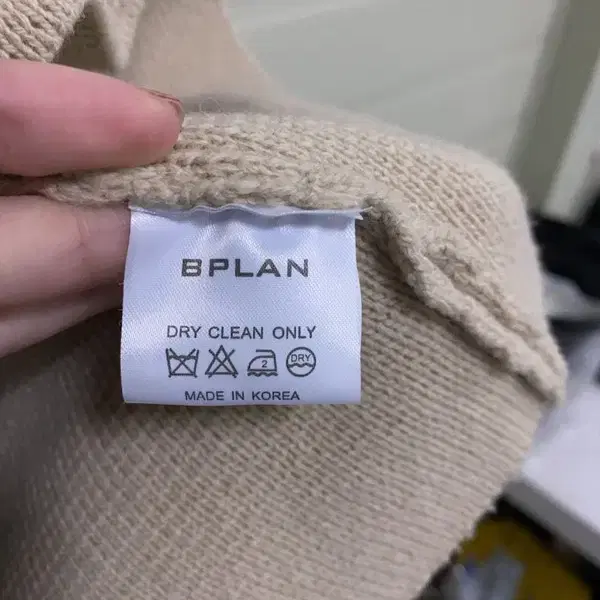 BPLAN
DRY CLEAN ONLY
2 DRY
MADE IN KOREA